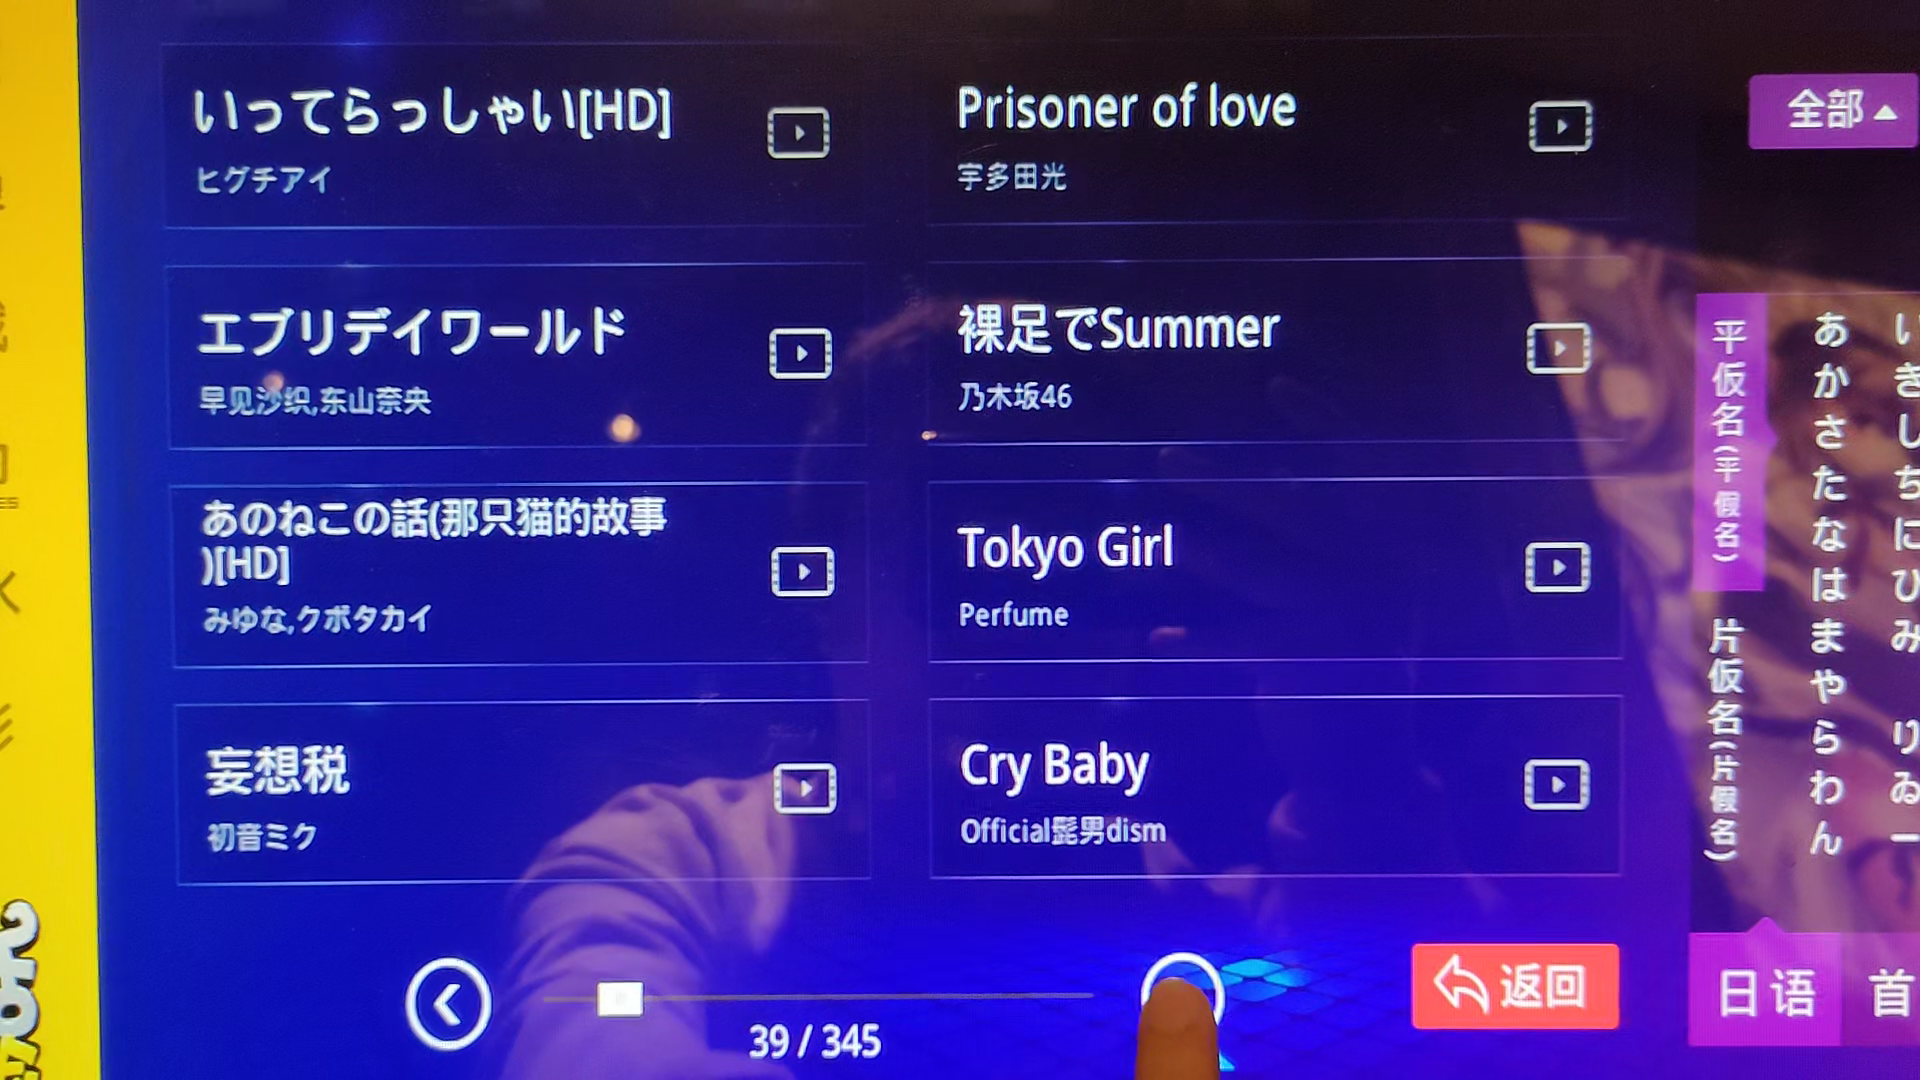 いってらっしゃい[HD]
ヒグチアイ
Prisoner of love
宇多田光
全部
エブリデイワールド
早见沙织,东山奈央
裸足でSummer
乃木坂46
あのねこの話(那只猫的故事
)[HD]
みゆな,クボタカイ
Tokyo Girl
Perfume
妄想税
初音ミク
Cry Baby
Official髭男dism
39 / 345
返回
平仮名(平假名)
片仮名(片假名)
あかさたなはまやらわん
いきしちにひみ りゐー
日语
首